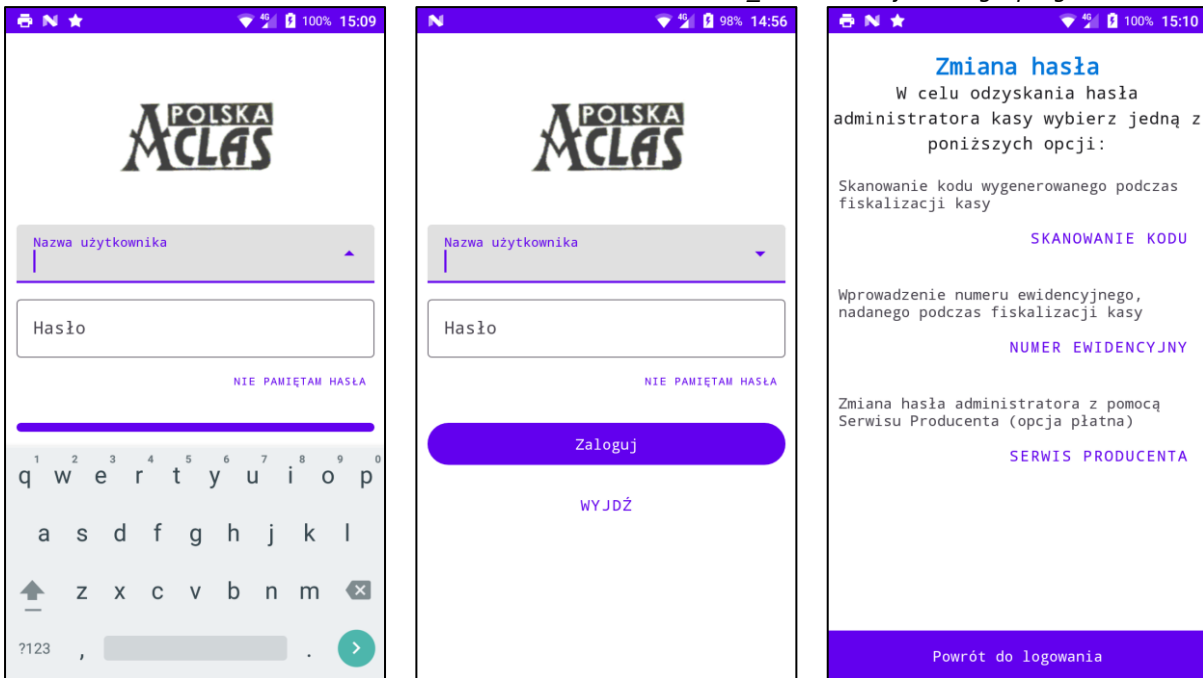 100% 15:09
POLSKA
ACLAS
Nazwa użytkownika
Hasło
NIE PAMIĘTAM HASŁA
1 2 3 4 5 6 7 8 9 0
q w e r t y u i o p
a s d f g h j k l
z x c v b n m
?123 , .
4G 98% 14:56
POLSKA
ACLAS
Nazwa użytkownika
Hasło
NIE PAMIĘTAM HASŁA
Zaloguj
WYJDŹ
4G 100% 15:10
Zmiana hasła
W celu odzyskania hasła
administratora kasy wybierz jedną z
poniższych opcji:
Skanowanie kodu wygenerowanego podczas
fiskalizacji kasy
SKANOWANIE KODU
Wprowadzenie numeru ewidencyjnego,
nadanego podczas fiskalizacji kasy
NUMER EWIDENCYJNY
Zmiana hasła administratora z pomocą
Serwisu Producenta (opcja płatna)
SERWIS PRODUCENTA
Powrót do logowania